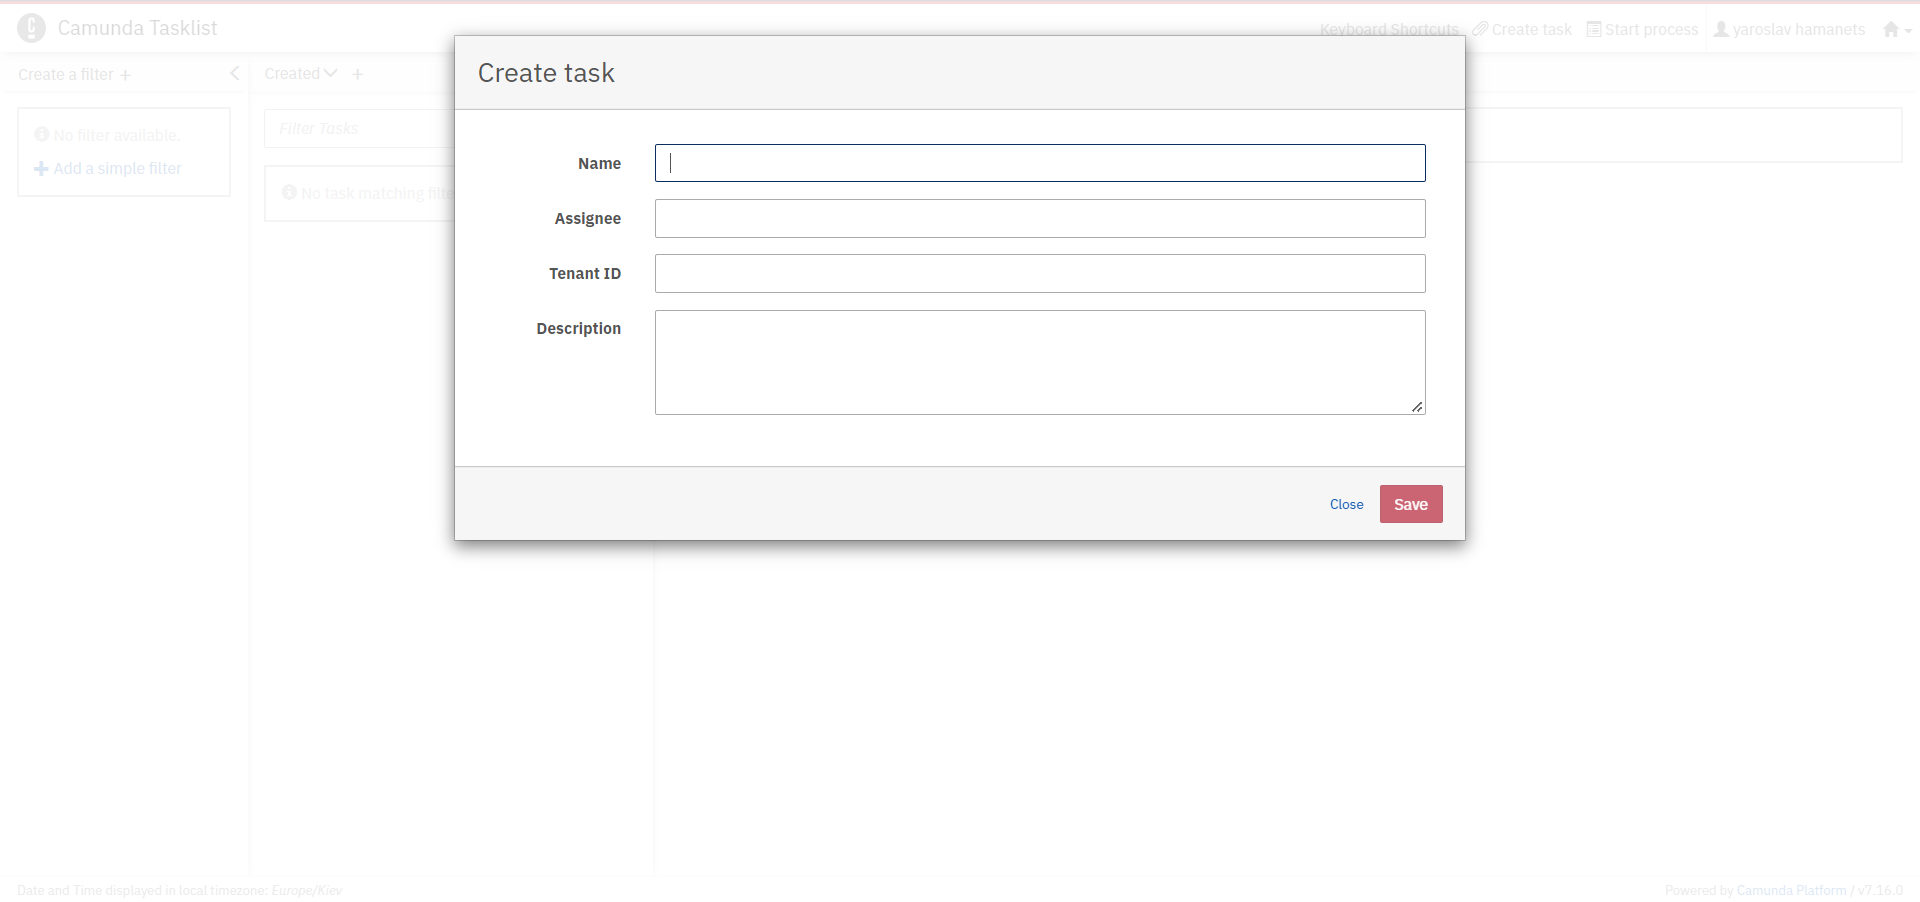 Camunda Tasklist
Keyboard Shortcuts
Create task
Start process
yaroslav hamanets
Create a filter +
Created
+
No filter available.
Add a simple filter
Filter Tasks
No task matching filte
Create task
Name
Assignee
Tenant ID
Description
Close
Save
Date and Time displayed in local timezone: Europe/Kiev
Powered by Camunda Platform / v7.16.0